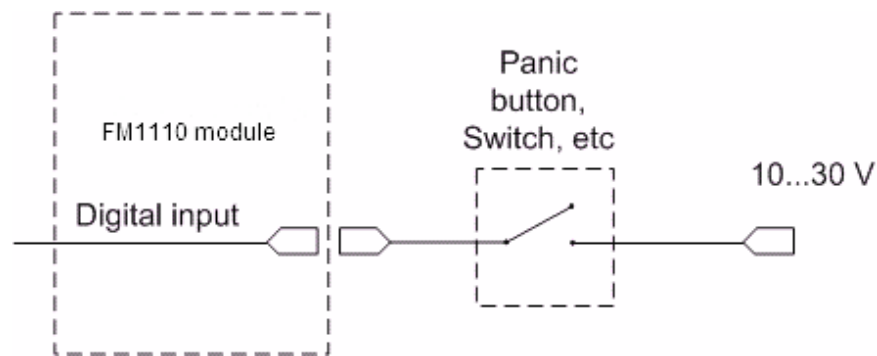 Panic
button,
Switch, etc
FM1110 module
10...30 V
Digital input